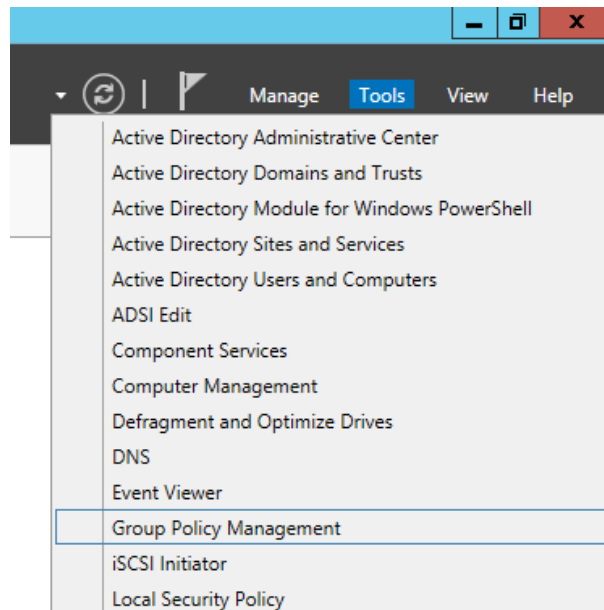 Manage Tools View Help
Active Directory Administrative Center
Active Directory Domains and Trusts
Active Directory Module for Windows PowerShell
Active Directory Sites and Services
Active Directory Users and Computers
ADSI Edit
Component Services
Computer Management
Defragment and Optimize Drives
DNS
Event Viewer
Group Policy Management
iSCSI Initiator
Local Security Policy